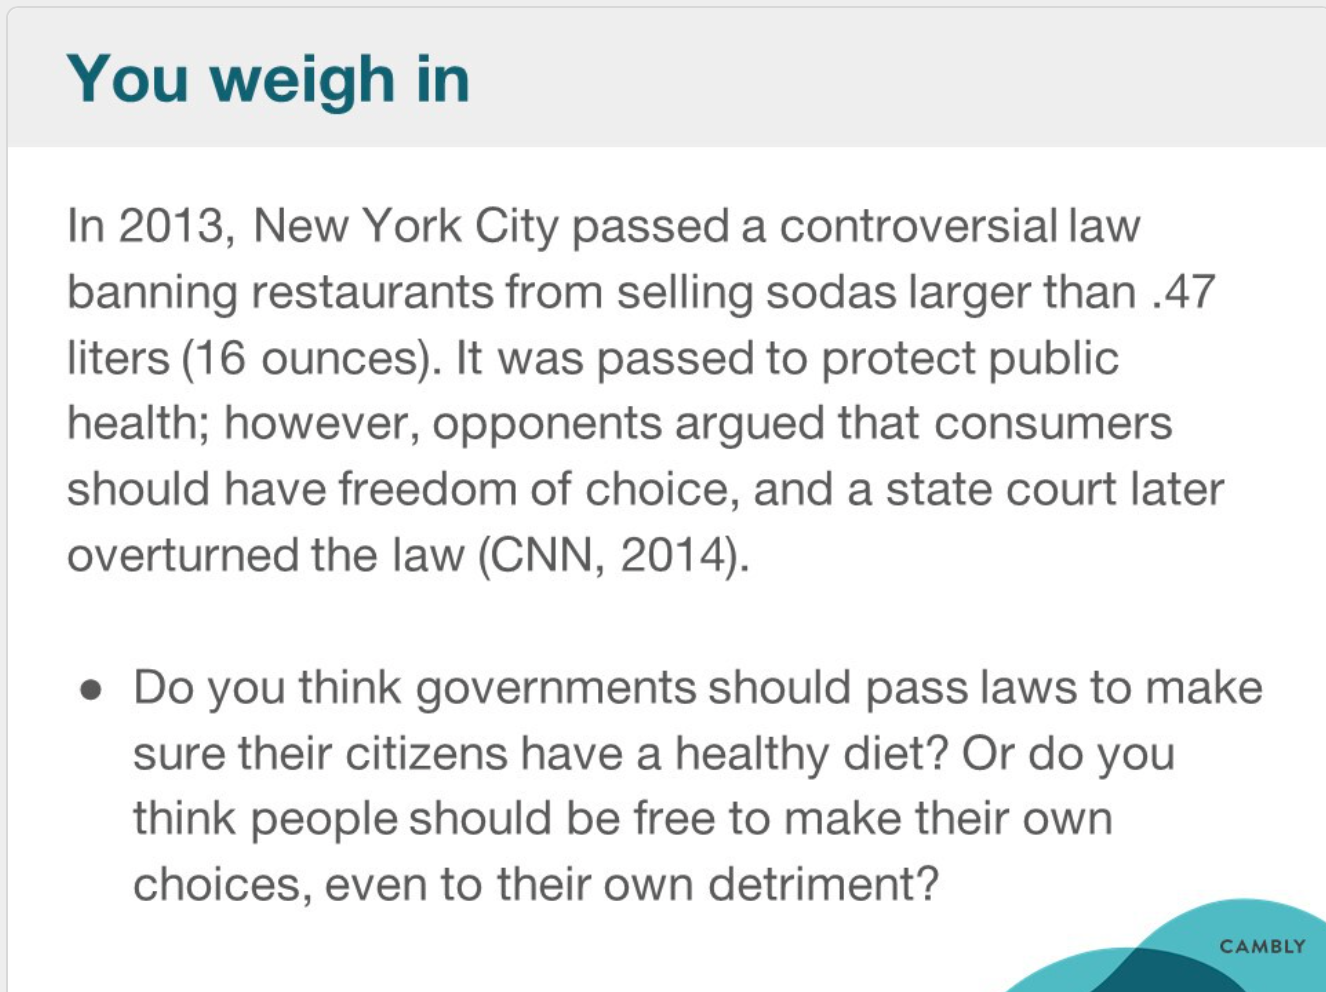 You weigh in
In 2013, New York City passed a controversial law
banning restaurants from selling sodas larger than .47
liters (16 ounces). It was passed to protect public
health; however, opponents argued that consumers
should have freedom of choice, and a state court later
overturned the law (CNN, 2014).
● Do you think governments should pass laws to make
sure their citizens have a healthy diet? Or do you
think people should be free to make their own
choices, even to their own detriment?
CAMBLY